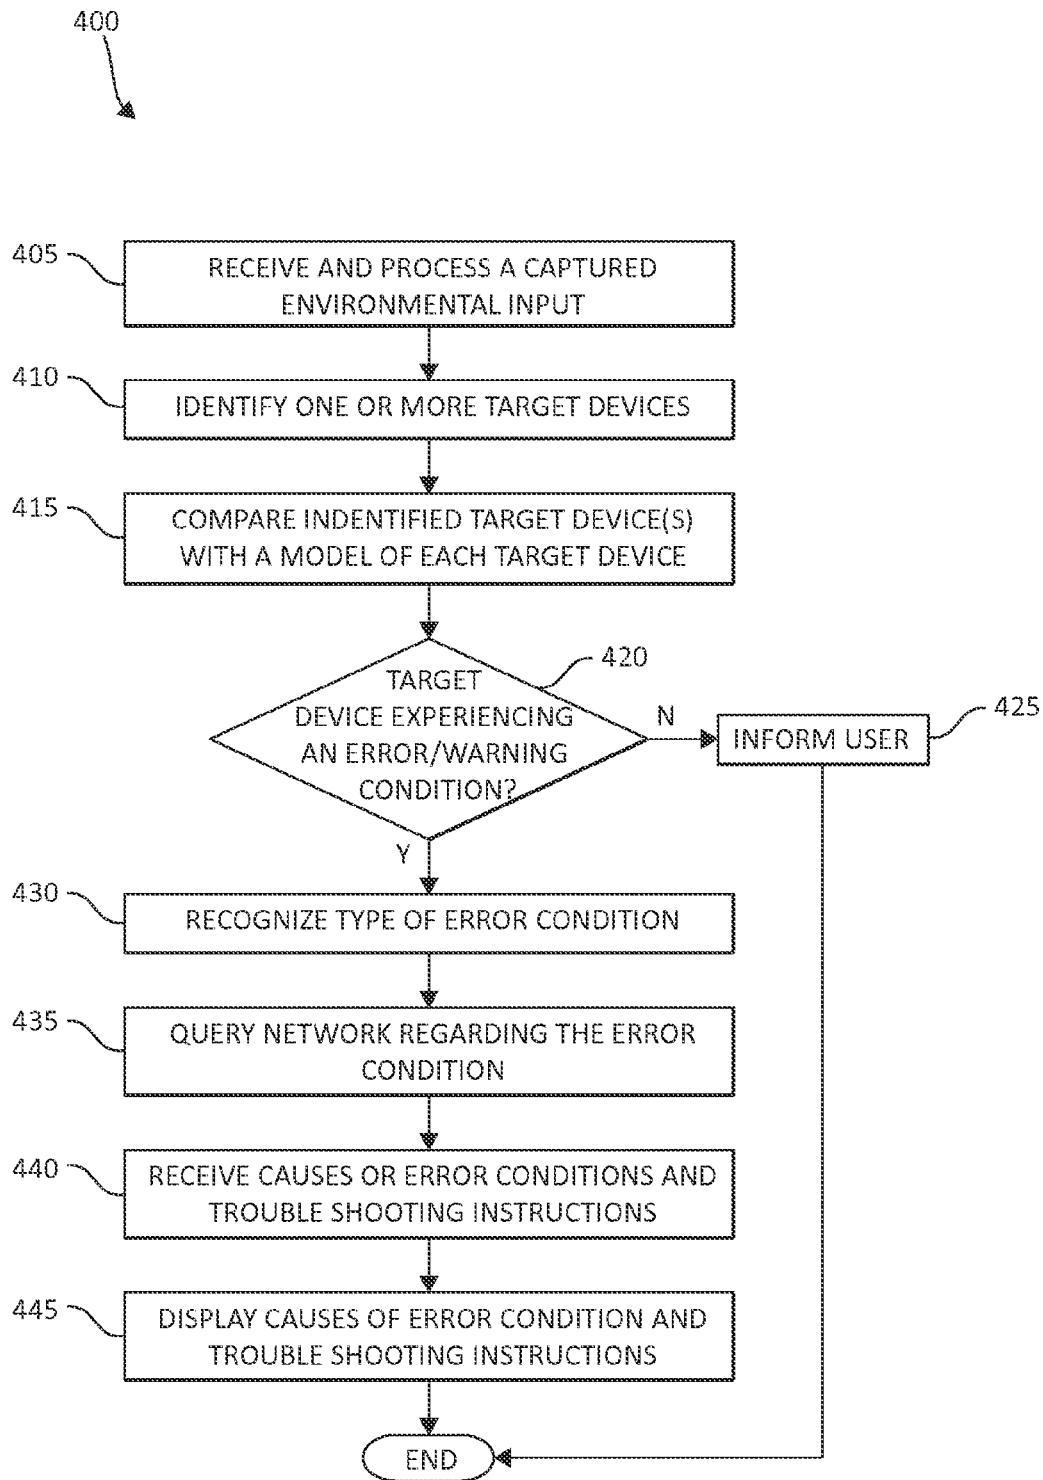 400
405
RECEIVE AND PROCESS A CAPTURED
ENVIRONMENTAL INPUT
410
IDENTIFY ONE OR MORE TARGET DEVICES
415
COMPARE INDENTIFIED TARGET DEVICE(S)
WITH A MODEL OF EACH TARGET DEVICE
420
TARGET
DEVICE EXPERIENCING
AN ERROR/WARNING
CONDITION?
N
425
INFORM USER
Y
430
RECOGNIZE TYPE OF ERROR CONDITION
435
QUERY NETWORK REGARDING THE ERROR
CONDITION
440
RECEIVE CAUSES OR ERROR CONDITIONS AND
TROUBLE SHOOTING INSTRUCTIONS
445
DISPLAY CAUSES OF ERROR CONDITION AND
TROUBLE SHOOTING INSTRUCTIONS
END